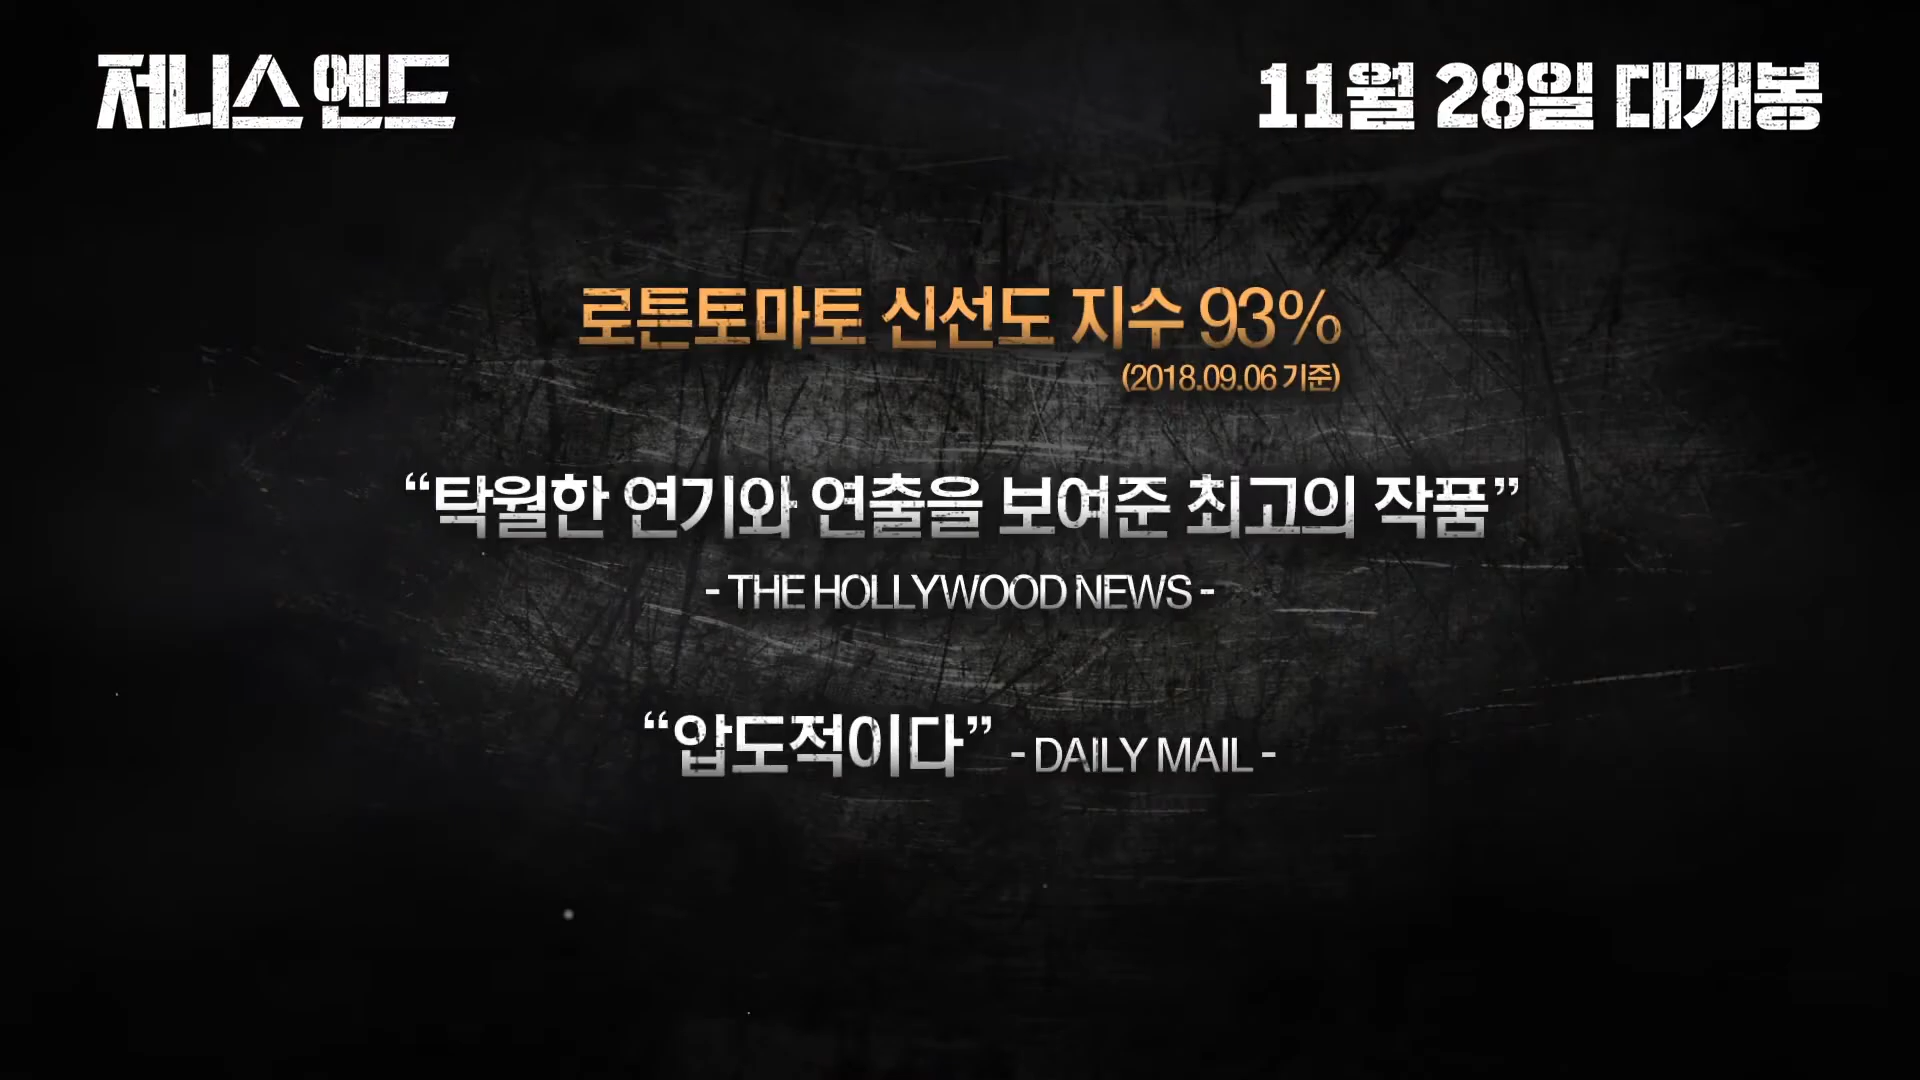 저니스 엔드
11월 28일 대개봉
로튼토마토 신선도 지수 93%
(2018.09.06 기준)
“탁월한 연기와 연출을 보여준 최고의 작품”
- THE HOLLYWOOD NEWS -
“압도적이다” - DAILY MAIL -